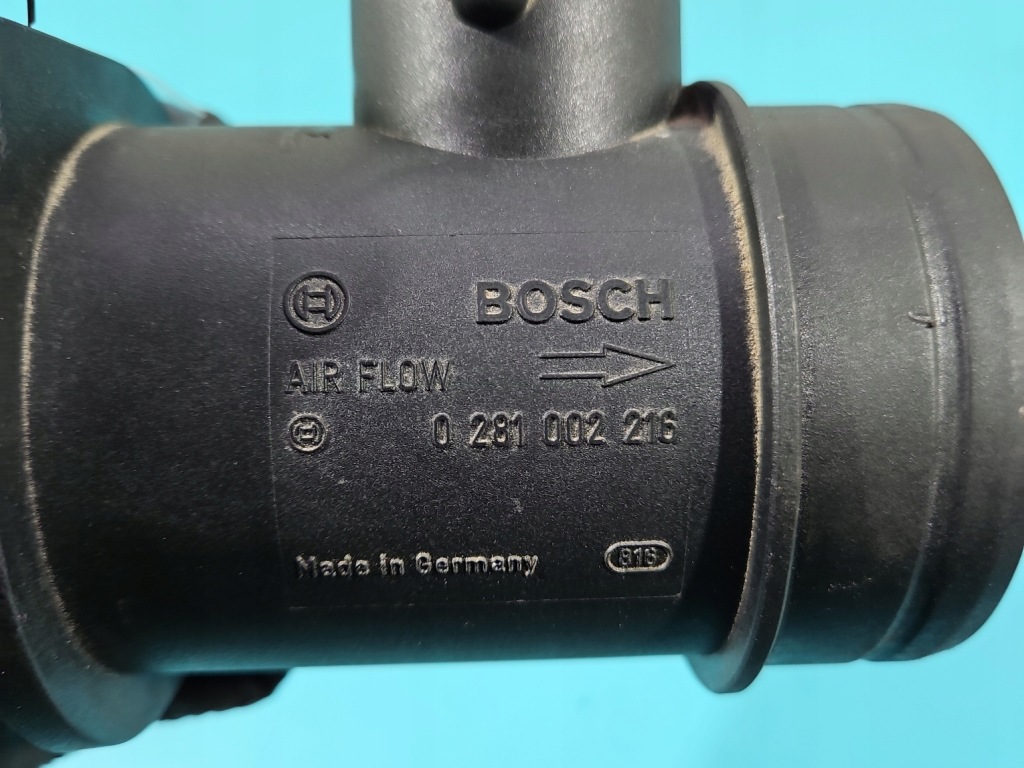 BOSCH
AIR FLOW
0 281 002 216
Made in Germany
816